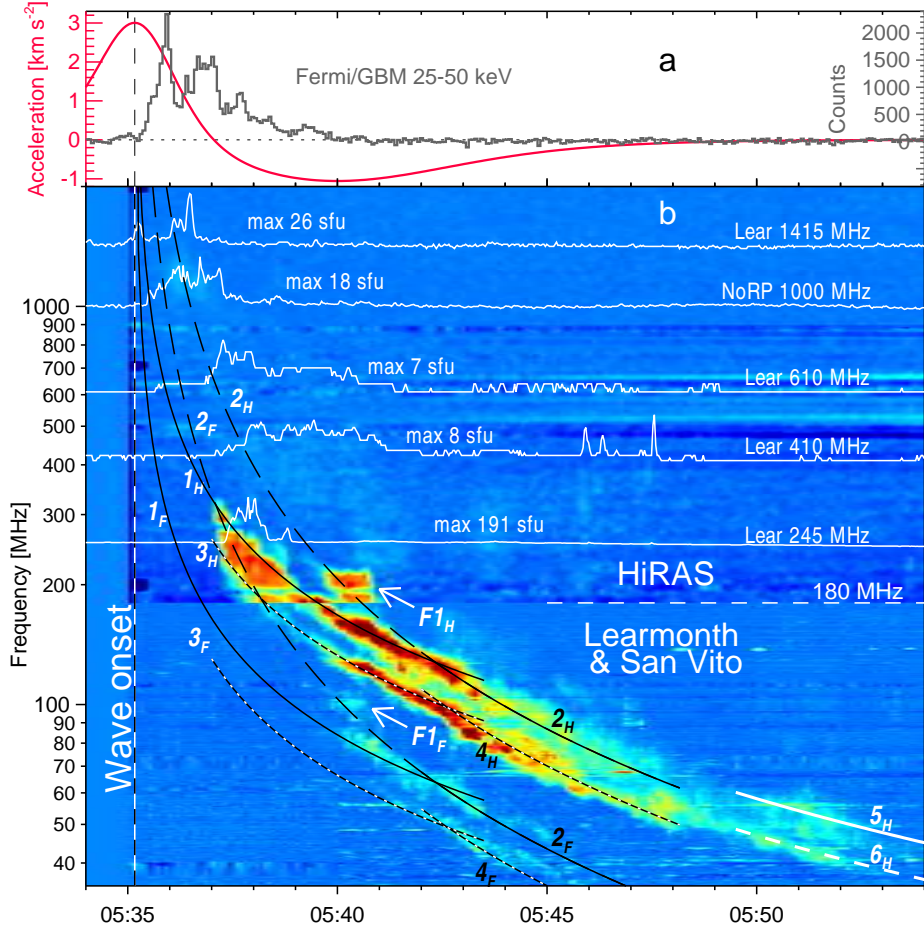 a
Fermi/GBM 25-50 keV
Acceleration [km s⁻²]
3
2
1
0
-1
Counts
2000
1500
1000
500
0
b
max 26 sfu
Lear 1415 MHz
max 18 sfu
NoRP 1000 MHz
max 7 sfu
Lear 610 MHz
max 8 sfu
Lear 410 MHz
max 191 sfu
Lear 245 MHz
HiRAS
180 MHz
Learmonth
& San Vito
Wave onset
2H
2F
1H
1F
3H
3F
F1H
F1F
2H
4H
2F
4F
5H
6H
Frequency [MHz]
1000
900
800
700
600
500
400
300
200
100
90
80
70
60
50
40
05:35
05:40
05:45
05:50